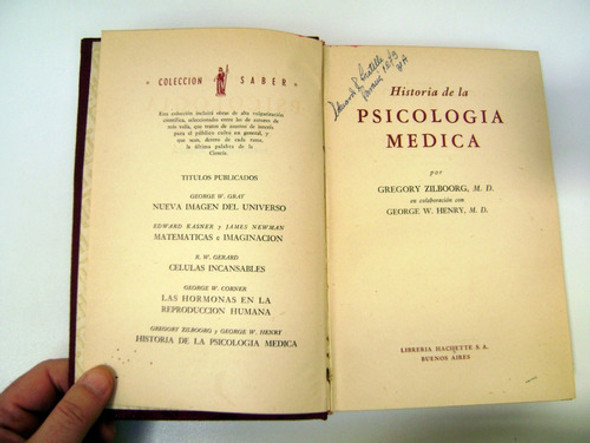 COLECCION SABER
Esta colección incluirá obras de alta vulgarización
científica, seleccionadas entre las de autores de
más valía, que traten de asuntos de interés
para el público culto en general, y
que sean, dentro de cada rama,
la última palabra de la
Ciencia.
TITULOS PUBLICADOS
GEORGE W. GRAY
NUEVA IMAGEN DEL UNIVERSO
EDWARD KASNER y JAMES NEWMAN
MATEMATICAS e IMAGINACION
R. W. GERARD
CELULAS INCANSABLES
GEORGE W. CORNER
LAS HORMONAS EN LA
REPRODUCCION HUMANA
GREGORY ZILBOORG y GEORGE W. HENRY
HISTORIA DE LA PSICOLOGIA MEDICA
Historia de la
PSICOLOGIA
MEDICA
por
GREGORY ZILBOORG, M. D.
en colaboración con
GEORGE W. HENRY, M. D.
LIBRERIA HACHETTE S. A.
BUENOS AIRES